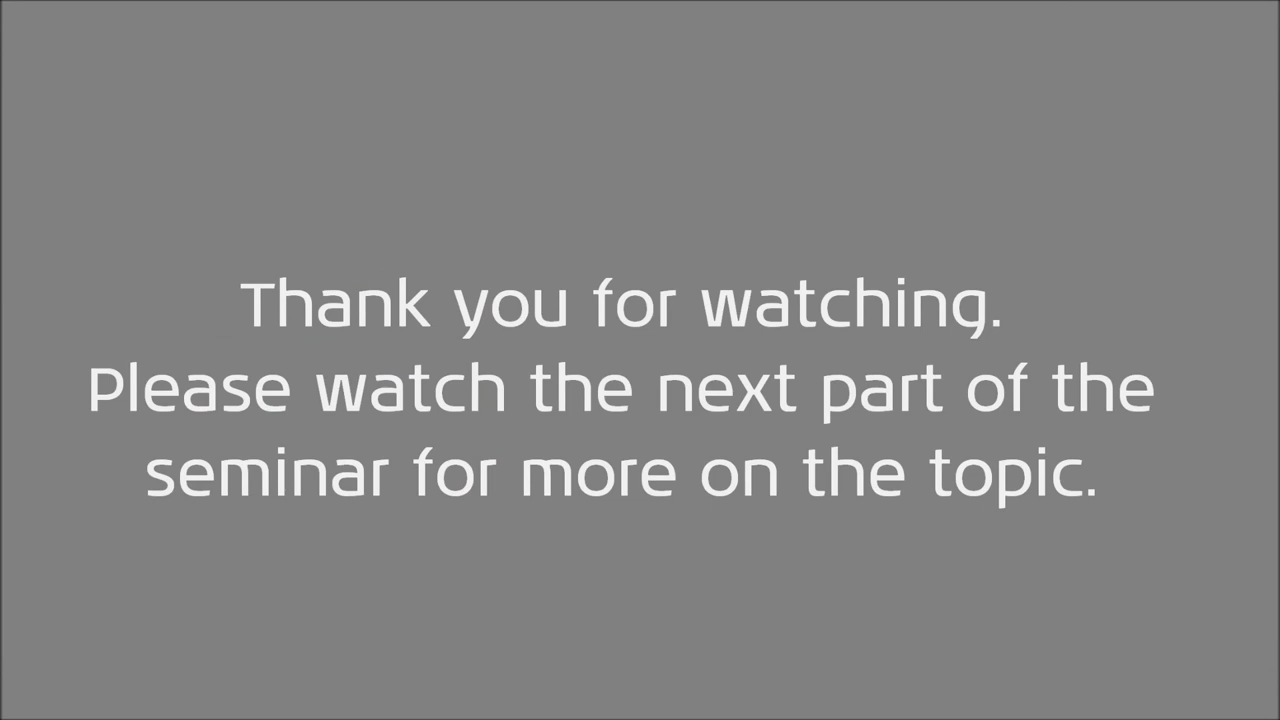 Thank you for watching.
Please watch the next part of the
seminar for more on the topic.